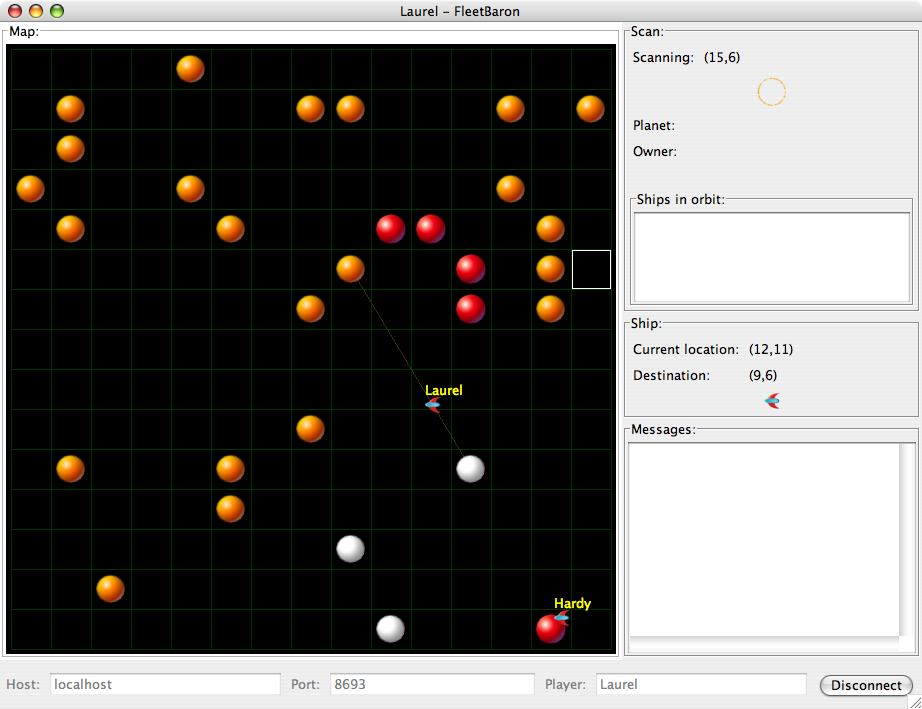 Laurel – FleetBaron
Map:
Laurel
Hardy
Scan:
Scanning: (15,6)
Planet:
Owner:
Ships in orbit:
Ship:
Current location: (12,11)
Destination: (9,6)
Messages:
Host: localhost Port: 8693 Player: Laurel Disconnect